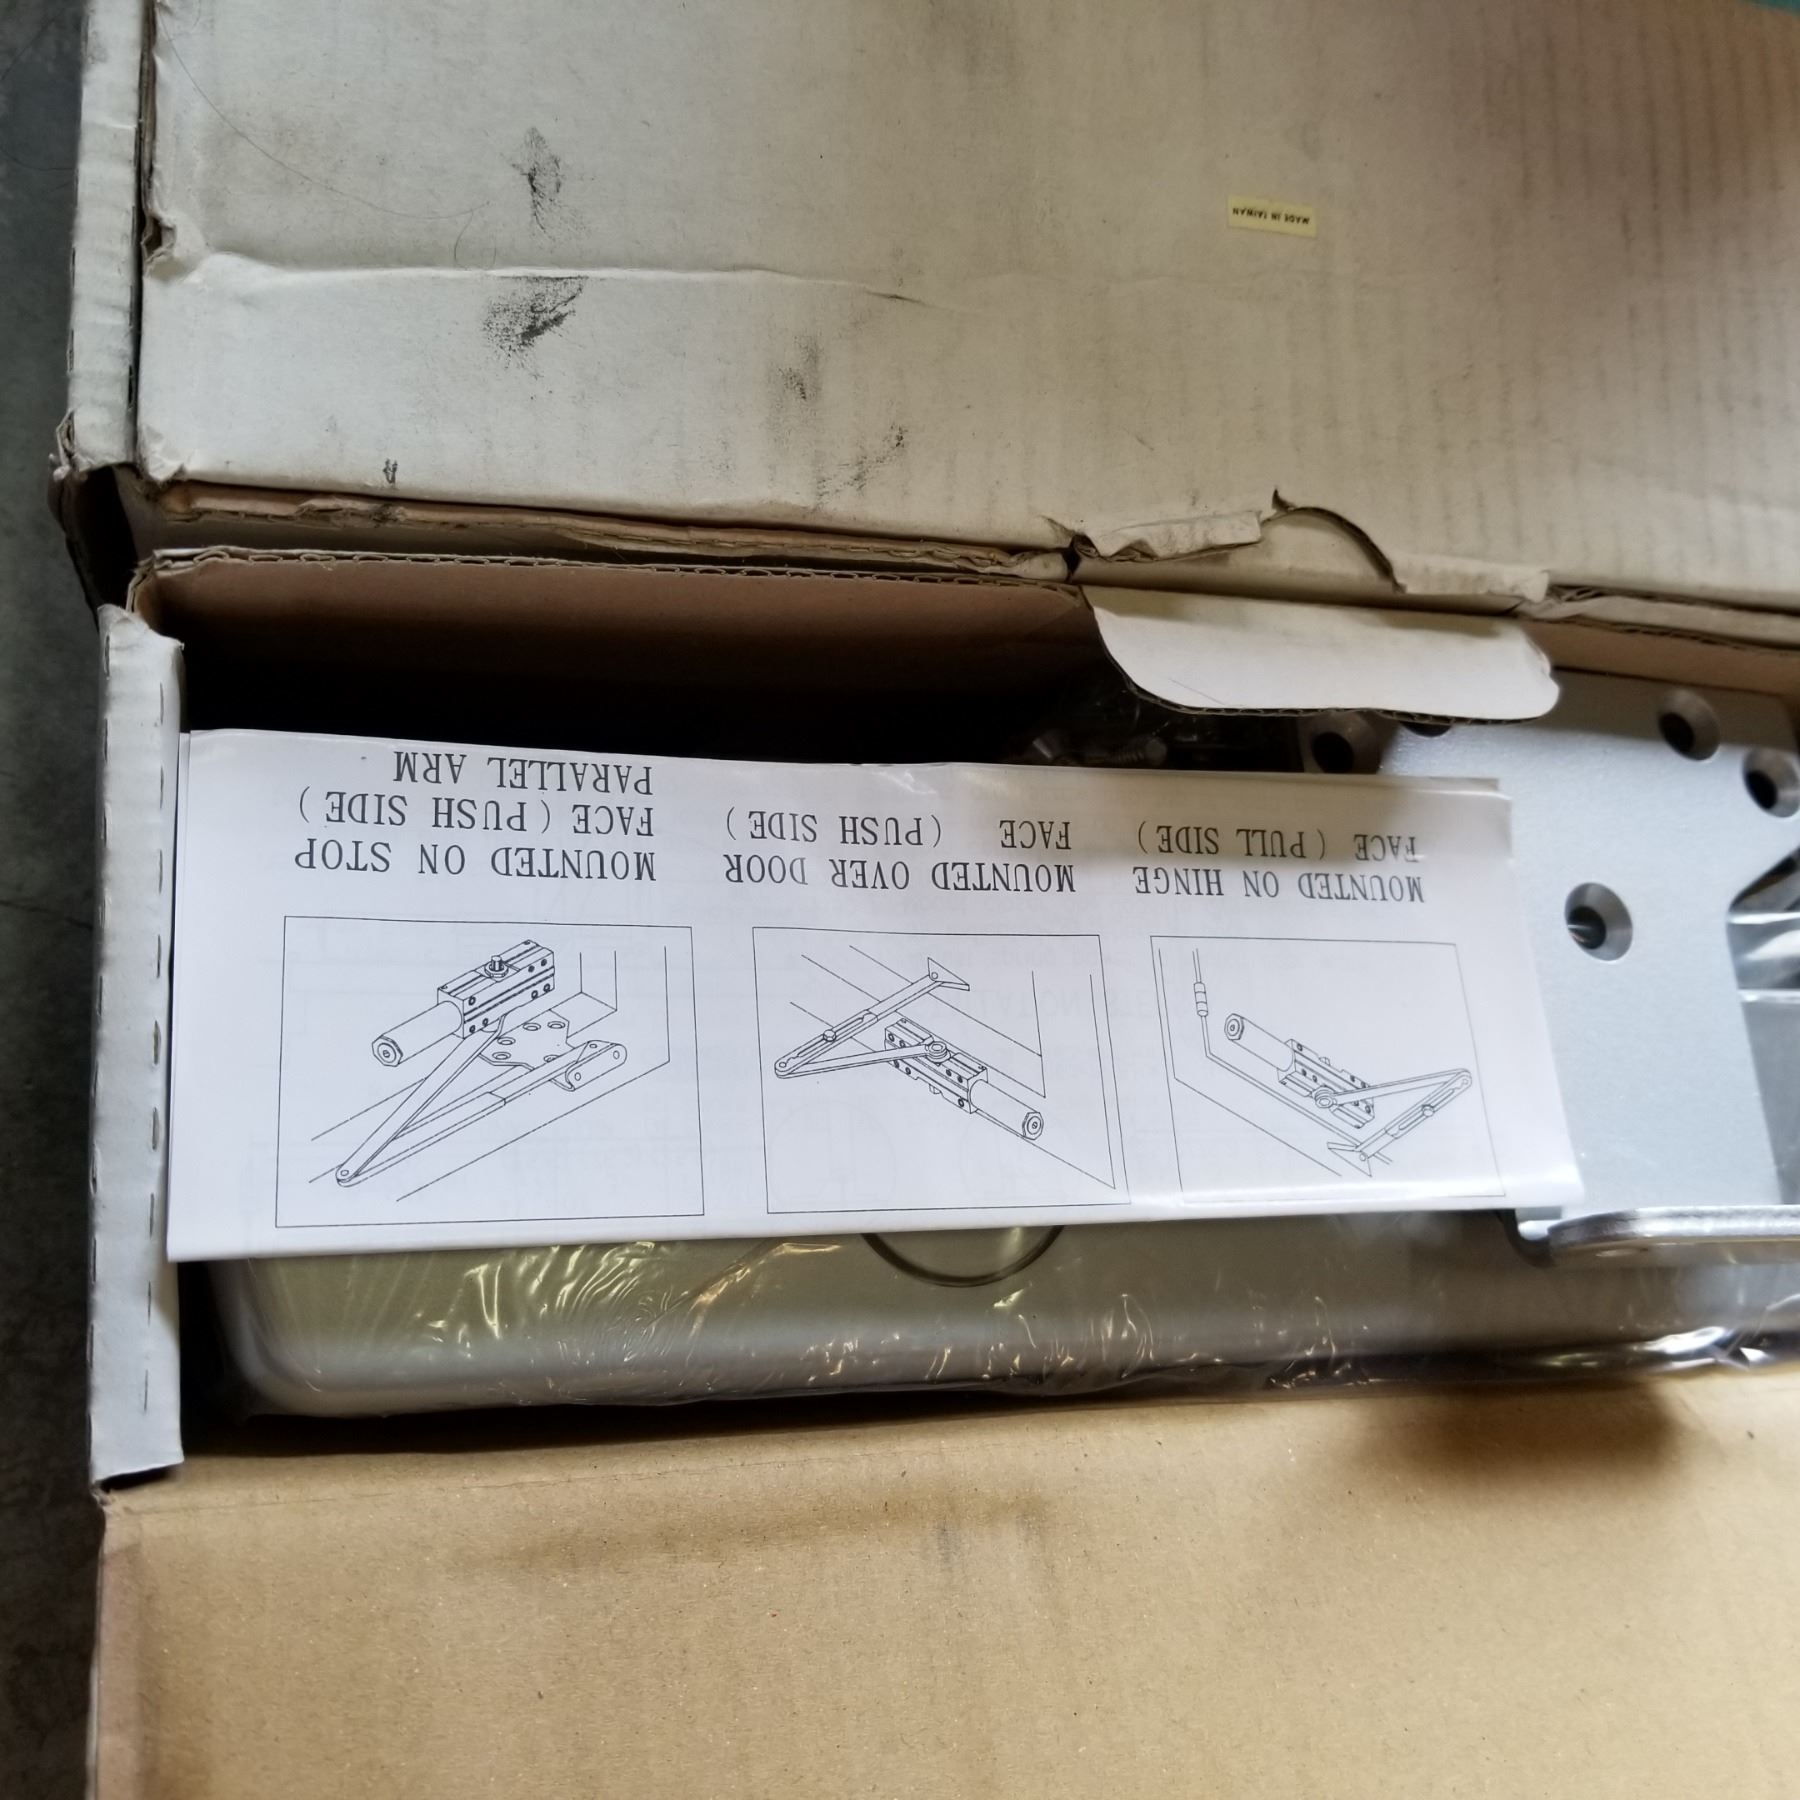 MADE IN TAIWAN
MOUNTED ON HINGE
FACE ( PULL SIDE )
MOUNTED OVER DOOR
FACE ( PUSH SIDE )
MOUNTED ON STOP
FACE ( PUSH SIDE )
PARALLEL ARM